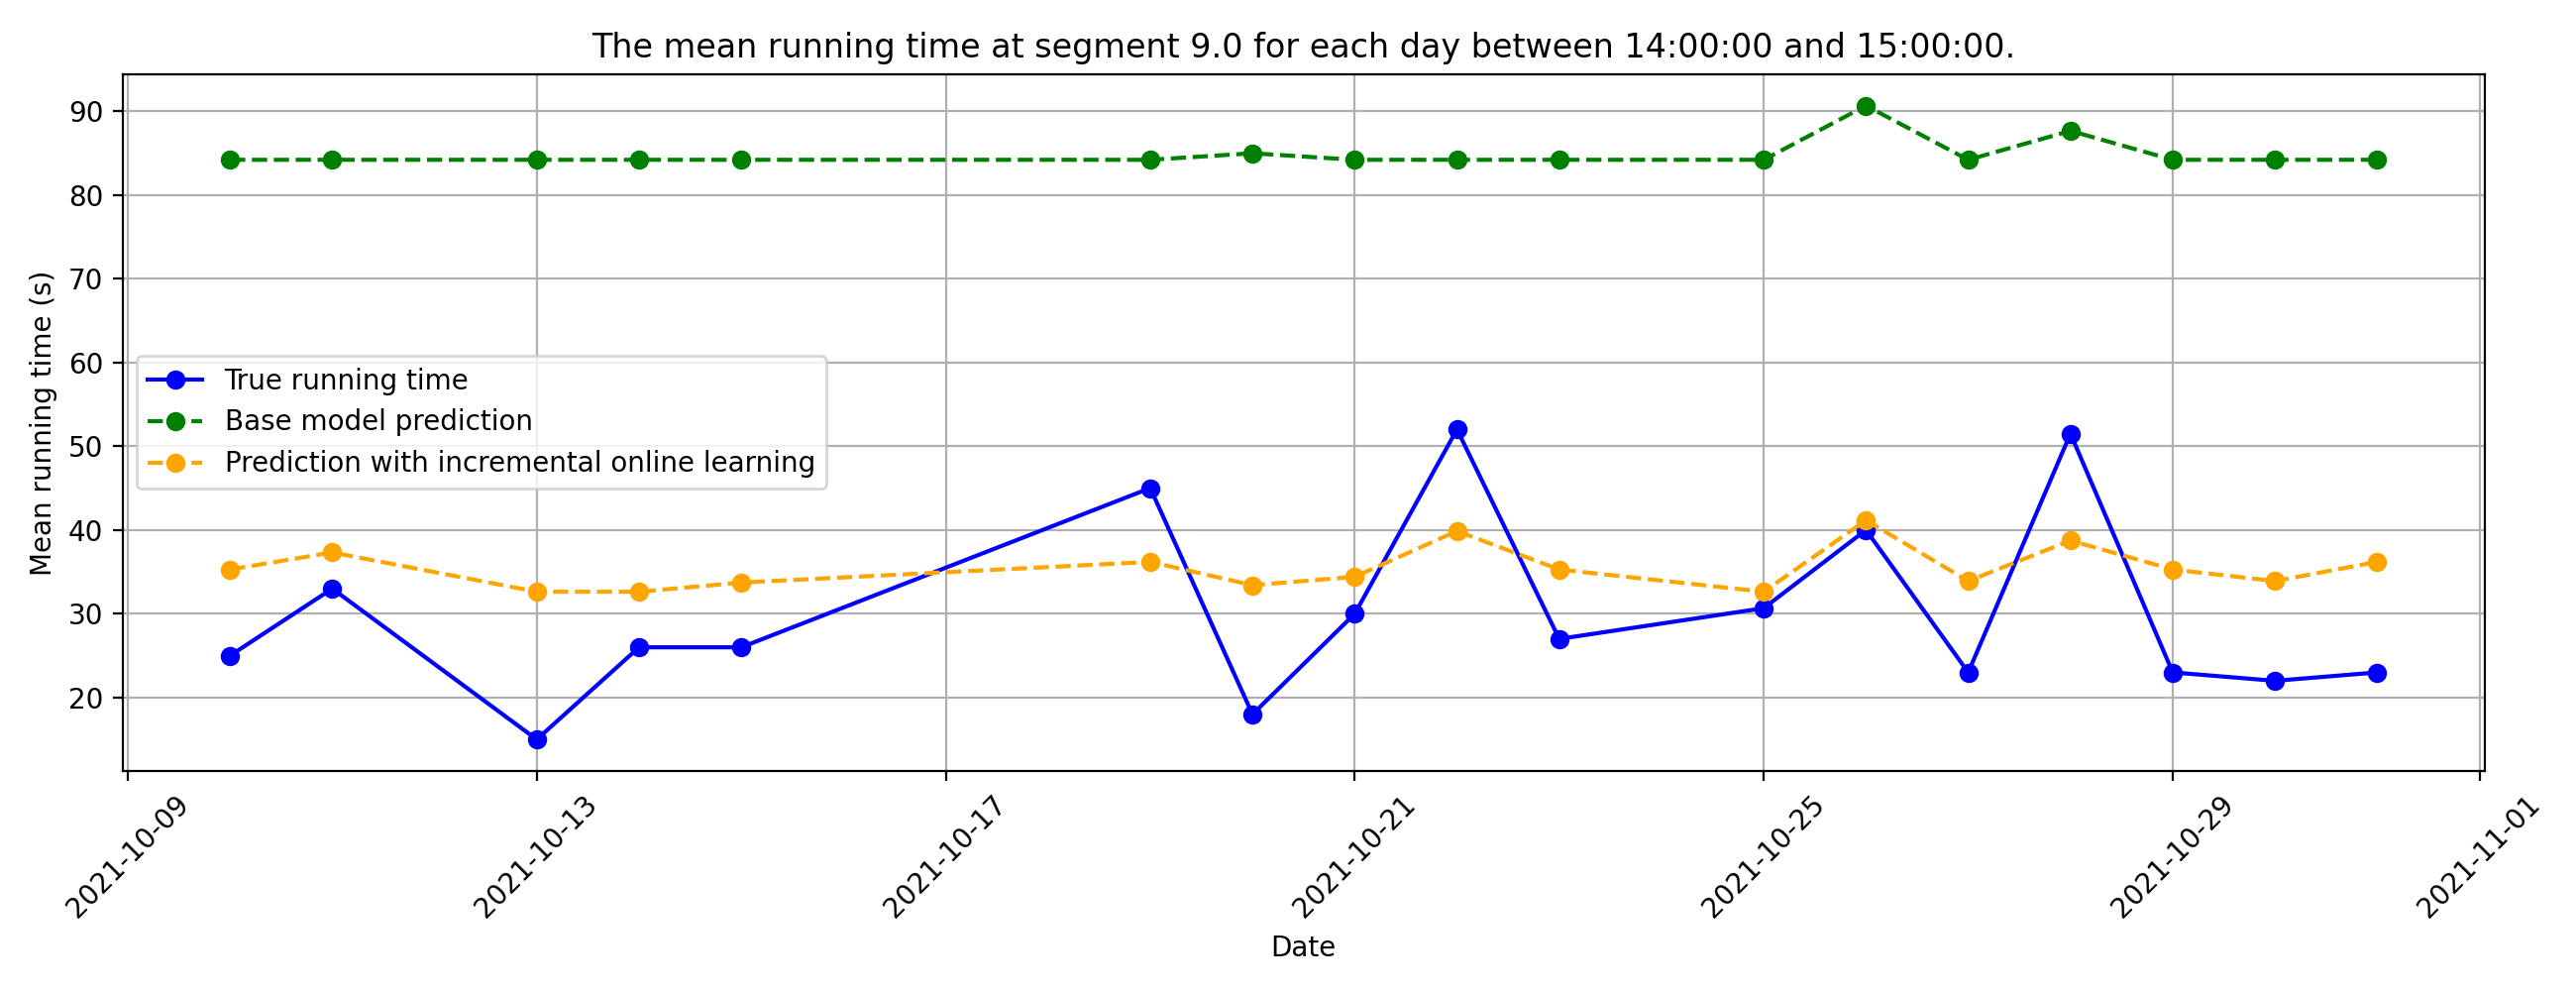 The mean running time at segment 9.0 for each day between 14:00:00 and 15:00:00.
Mean running time (s)
90
80
70
60
50
40
30
20
True running time
Base model prediction
Prediction with incremental online learning
2021-10-09
2021-10-13
2021-10-17
2021-10-21
2021-10-25
2021-10-29
2021-11-01
Date